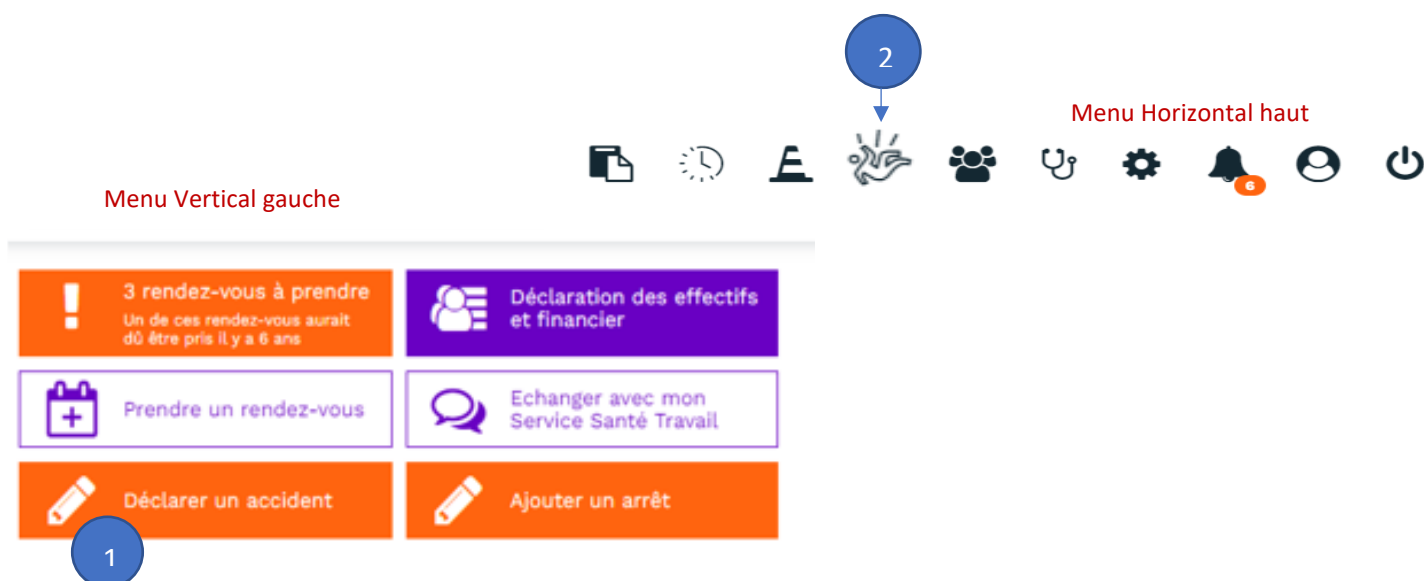 2
Menu Horizontal haut
6
Menu Vertical gauche
3 rendez-vous à prendre
Un de ces rendez-vous aurait
dû être pris il y a 6 ans
Déclaration des effectifs
et financier
Prendre un rendez-vous
Echanger avec mon
Service Santé Travail
Déclarer un accident
Ajouter un arrêt
1